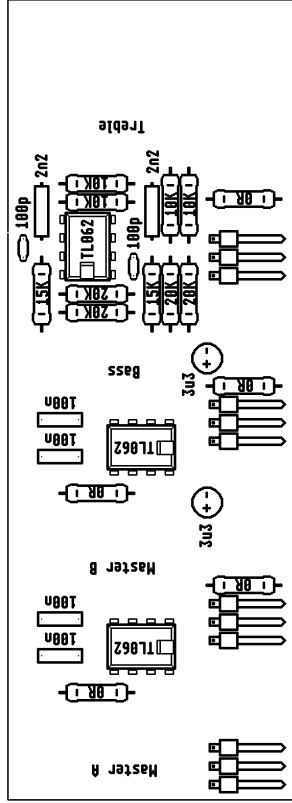 Treble
2n2
100p
10K
10K
TL062
2n2
100p
10K
10K
0R
15K
20K
20K
15K
20K
20K
Bass
3u3
0R
100n
100n
TL062
0R
3u3
Master B
0R
100n
100n
TL062
0R
Master A